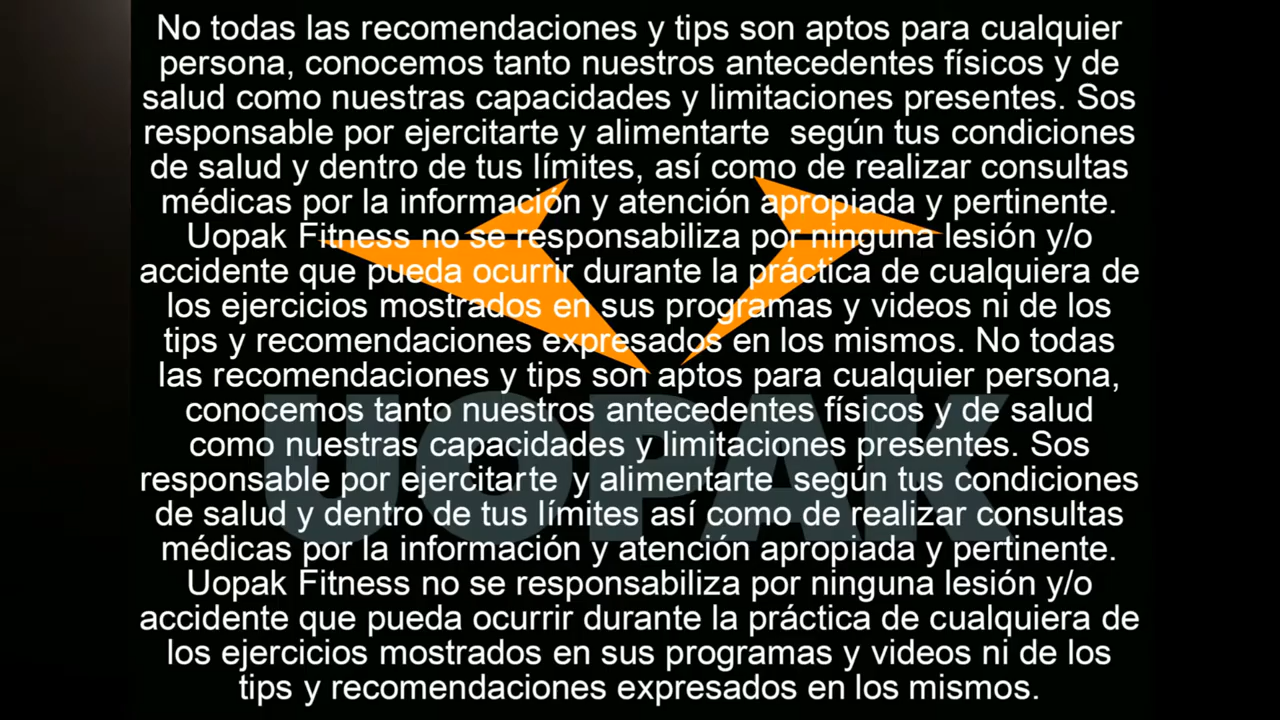 No todas las recomendaciones y tips son aptos para cualquier
persona, conocemos tanto nuestros antecedentes físicos y de
salud como nuestras capacidades y limitaciones presentes. Sos
responsable por ejercitarte y alimentarte  según tus condiciones
de salud y dentro de tus límites, así como de realizar consultas
médicas por la información y atención apropiada y pertinente.
Uopak Fitness no se responsabiliza por ninguna lesión y/o
accidente que pueda ocurrir durante la práctica de cualquiera de
los ejercicios mostrados en sus programas y videos ni de los
tips y recomendaciones expresados en los mismos. No todas
las recomendaciones y tips son aptos para cualquier persona,
conocemos tanto nuestros antecedentes físicos y de salud
como nuestras capacidades y limitaciones presentes. Sos
responsable por ejercitarte y alimentarte  según tus condiciones
de salud y dentro de tus límites así como de realizar consultas
médicas por la información y atención apropiada y pertinente.
Uopak Fitness no se responsabiliza por ninguna lesión y/o
accidente que pueda ocurrir durante la práctica de cualquiera de
los ejercicios mostrados en sus programas y videos ni de los
tips y recomendaciones expresados en los mismos.
UOPAK